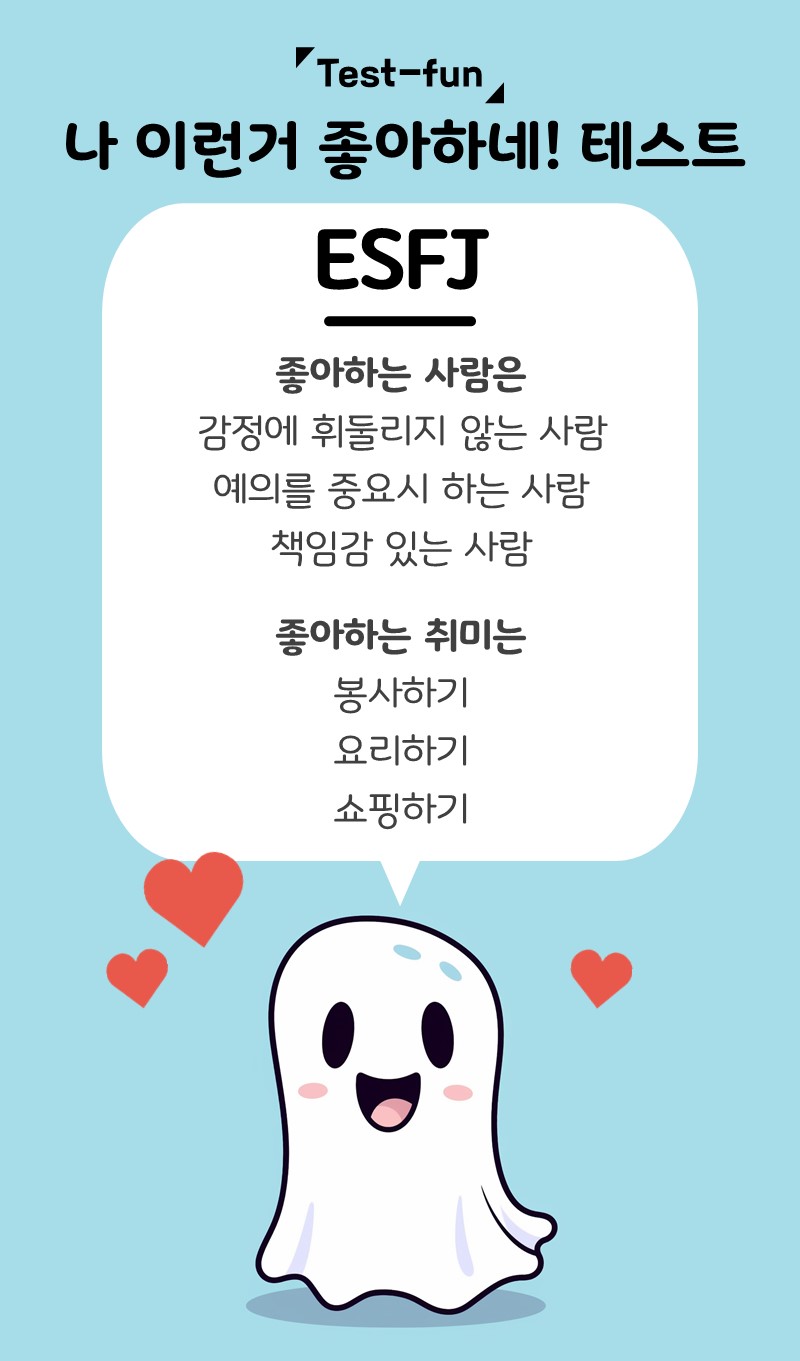 Test-fun
나 이런거 좋아하네! 테스트
ESFJ
좋아하는 사람은
감정에 휘둘리지 않는 사람
예의를 중요시 하는 사람
책임감 있는 사람
좋아하는 취미는
봉사하기
요리하기
쇼핑하기